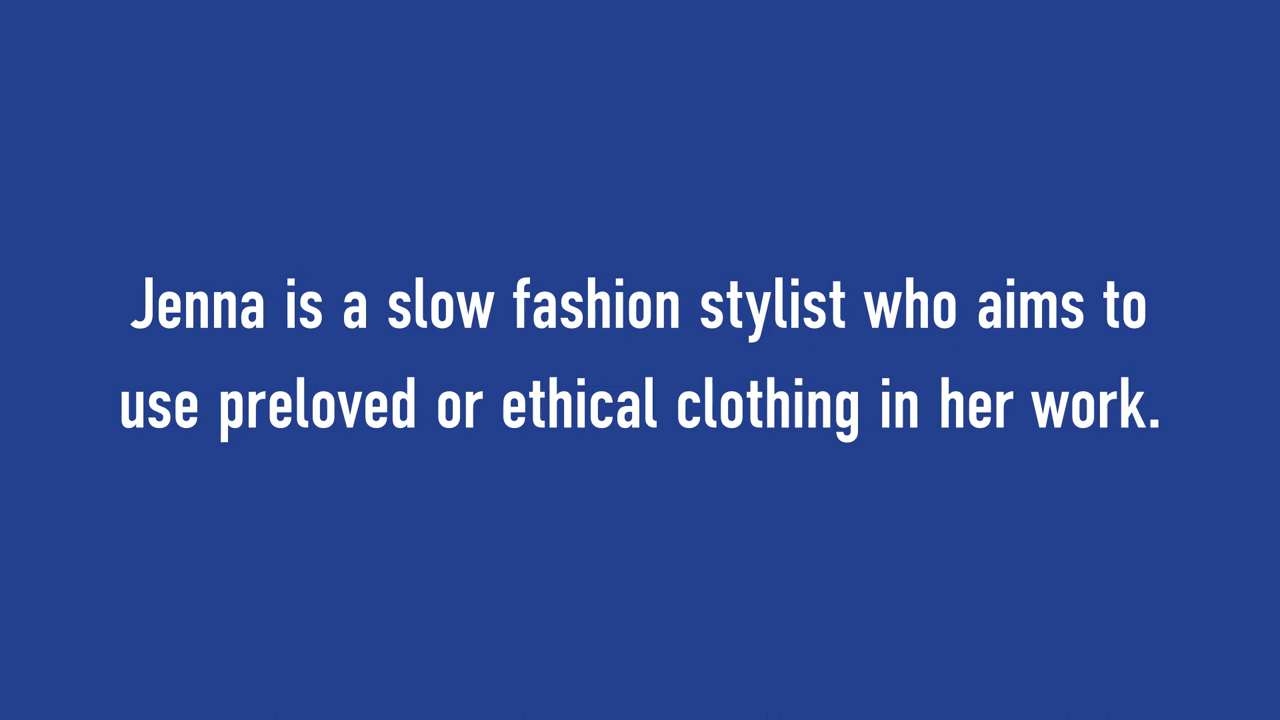 Jenna is a slow fashion stylist who aims to
use preloved or ethical clothing in her work.